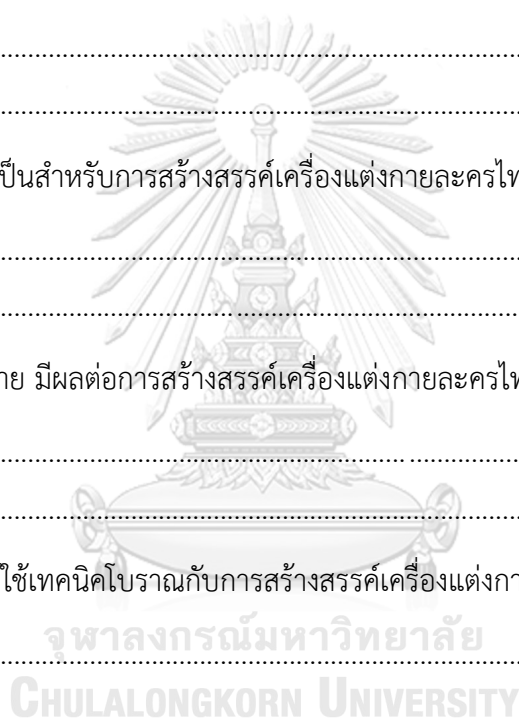 ..........................................................................
..........................................................................
เป็นสำหรับการสร้างสรรค์เครื่องแต่งกายละครไท
..........................................................................
..........................................................................
าย มีผลต่อการสร้างสรรค์เครื่องแต่งกายละครไท
..........................................................................
..........................................................................
ใช้เทคนิคโบราณกับการสร้างสรรค์เครื่องแต่งกา
จุฬาลงกรณ์มหาวิทยาลัย
..........................................................................
CHULALONGKORN UNIVERSITY